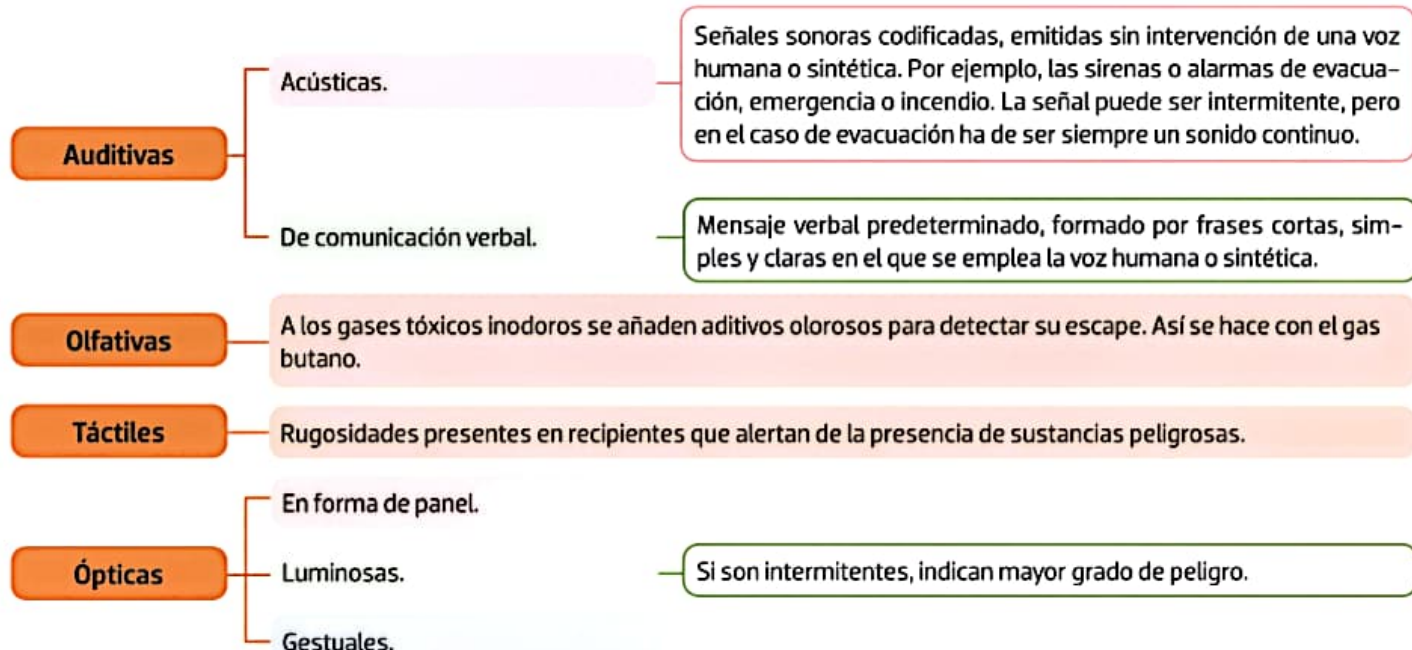 Auditivas
Acústicas.
Señales sonoras codificadas, emitidas sin intervención de una voz
humana o sintética. Por ejemplo, las sirenas o alarmas de evacua-
ción, emergencia o incendio. La señal puede ser intermitente, pero
en el caso de evacuación ha de ser siempre un sonido continuo.
De comunicación verbal.
Mensaje verbal predeterminado, formado por frases cortas, sim-
ples y claras en el que se emplea la voz humana o sintética.
Olfativas
A los gases tóxicos inodoros se añaden aditivos olorosos para detectar su escape. Así se hace con el gas
butano.
Táctiles
Rugosidades presentes en recipientes que alertan de la presencia de sustancias peligrosas.
Ópticas
En forma de panel.
Luminosas.
Si son intermitentes, indican mayor grado de peligro.
Gestuales.